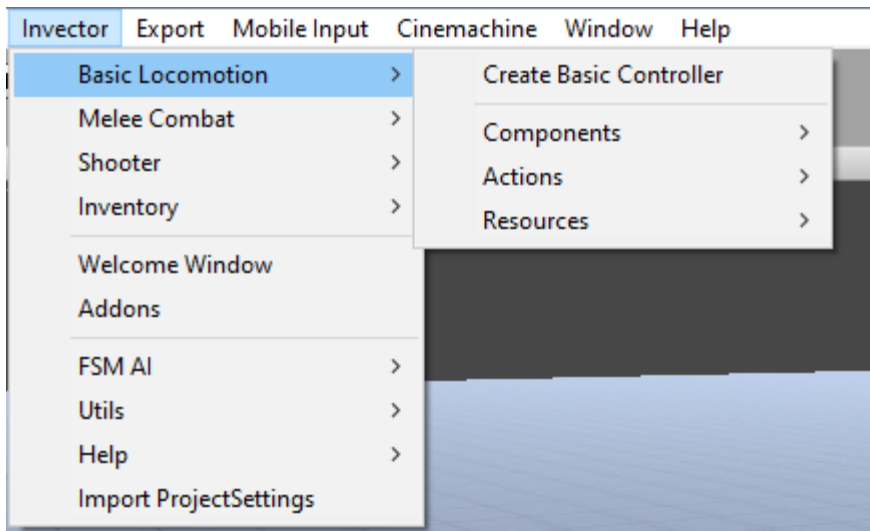 Invector Export Mobile Input Cinemachine Window Help
Basic Locomotion
Melee Combat
Shooter
Inventory
Welcome Window
Addons
FSM AI
Utils
Help
Import ProjectSettings
Create Basic Controller
Components
Actions
Resources